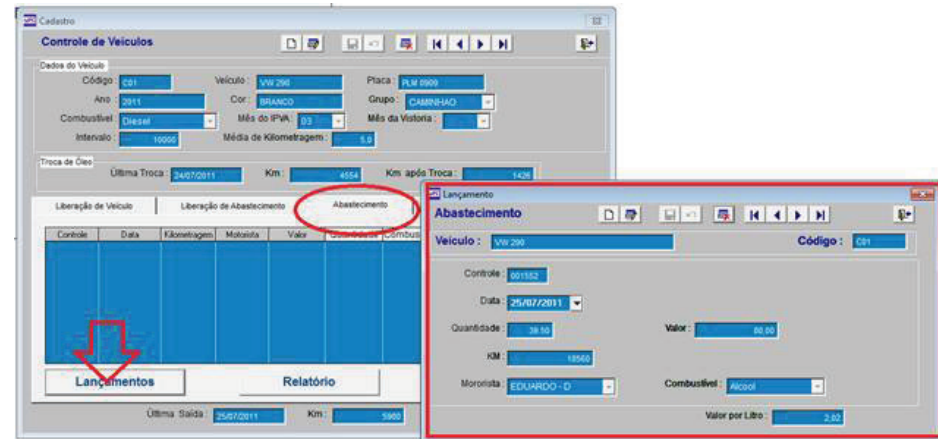 Cadastro
Controle de Veículos
Dados do Veículo
Código : C01 Veículo : VW 290 Placa : PLM 0909
Ano : 2011 Cor : BRANCO Grupo : CAMINHAO
Combustível : Diesel Mês do IPVA : 03 Mês da Vistoria :
Intervalo : 10000 Média de Kilometragem : 5,0
Troca de Óleo
Última Troca : 24/07/2011 Km : 4554 Km após Troca : 1426
Liberação de Veículo Liberação de Abastecimento Abastecimento
Controle Data Kilometragem Motorista Valor Quantidade Combus
Lançamentos Relatório
Última Saída : 25/07/2011 Km : 5980
Lançamento
Abastecimento
Veículo : VW 290 Código : C01
Controle : 001552
Data : 25/07/2011
Quantidade : 39.50 Valor : 80,00
KM : 18560
Mororista : EDUARDO - D Combustível : Alcool
Valor por Litro : 2,02